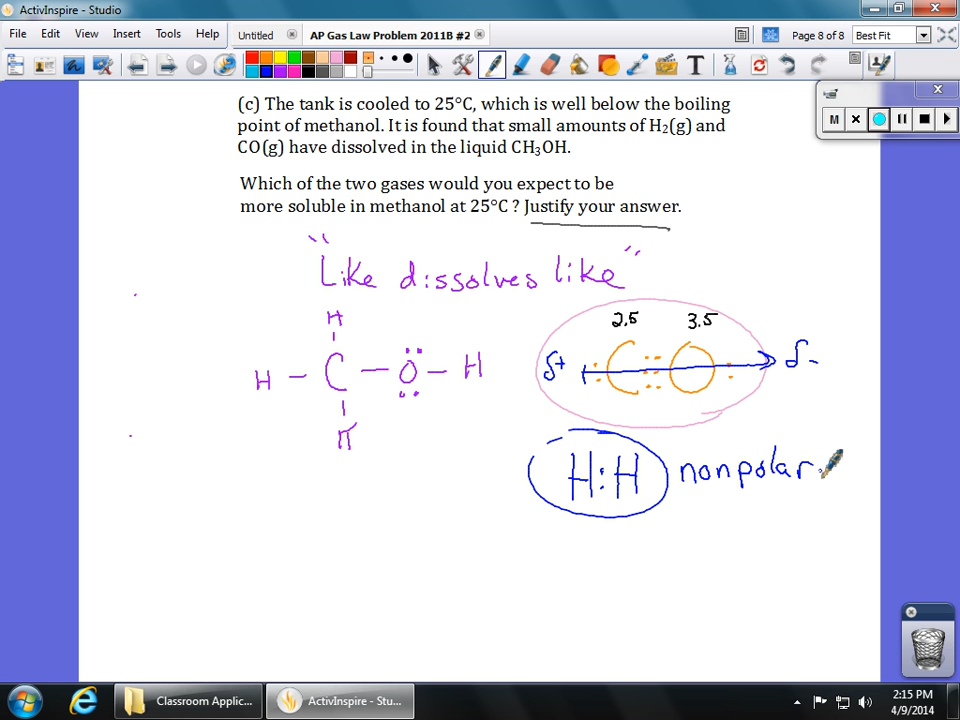 ActivInspire - Studio
File Edit View Insert Tools Help Untitled AP Gas Law Problem 2011B #2 Page 8 of 8 Best Fit
(c) The tank is cooled to 25°C, which is well below the boiling
point of methanol. It is found that small amounts of H₂(g) and
CO(g) have dissolved in the liquid CH₃OH.
Which of the two gases would you expect to be
more soluble in methanol at 25°C ? Justify your answer.
"Like dissolves like"
H
2.5 3.5
H - C - O - H
δ+ :C::O: δ-
H
H:H nonpolar
M
Classroom Applic...
ActivInspire - Stu...
2:15 PM
4/9/2014